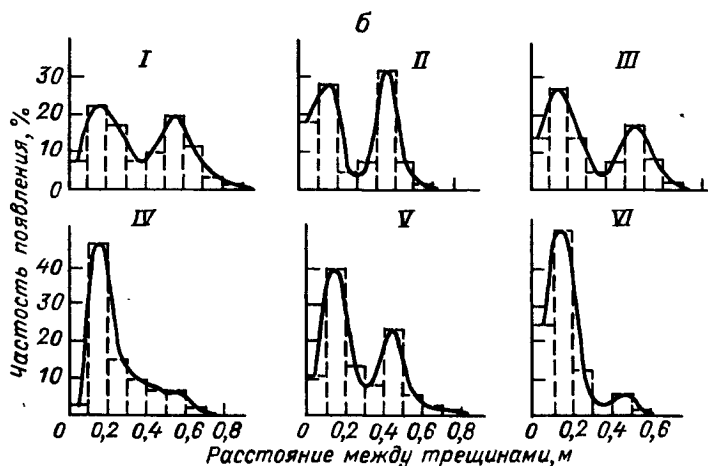 б
I
II
III
30
20
10
0
Частость появления, %
IV
V
VI
40
30
20
10
0 0,2 0,4 0,6 0,8
0 0,2 0,4 0,6 0,8
0 0,2 0,4 0,6
Расстояние между трещинами, м